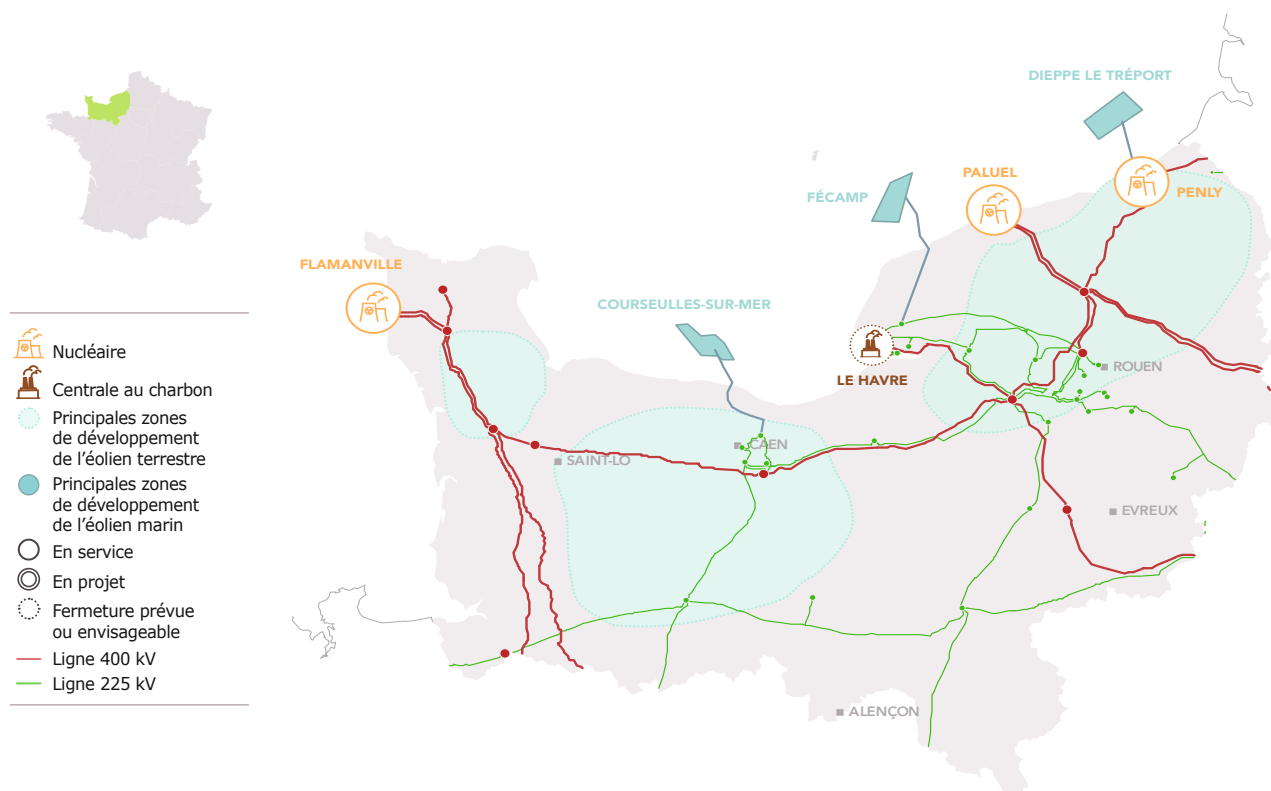 DIEPPE LE TRÉPORT
PALUEL
FÉCAMP
PENLY
FLAMANVILLE
COURSEULLES-SUR-MER
LE HAVRE
ROUEN
CAEN
SAINT-LO
EVREUX
ALENÇON
Nucléaire
Centrale au charbon
Principales zones
de développement
de l'éolien terrestre
Principales zones
de développement
de l'éolien marin
En service
En projet
Fermeture prévue
ou envisageable
Ligne 400 kV
Ligne 225 kV